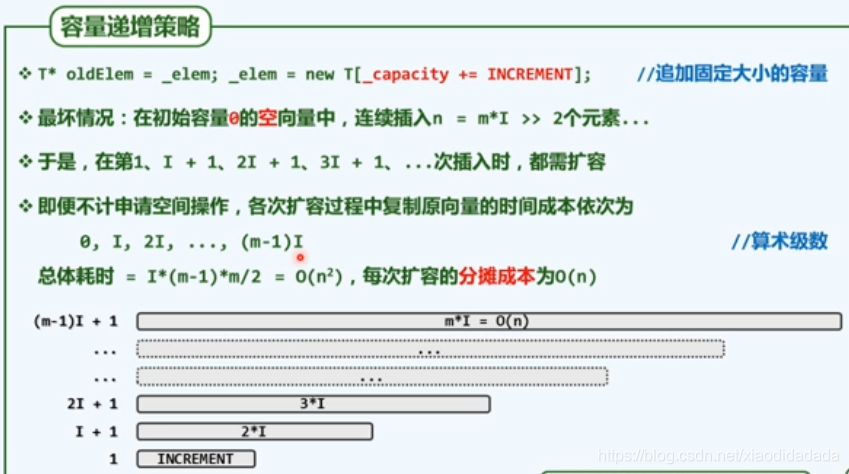 容量递增策略
T* oldElem = _elem; _elem = new T[_capacity += INCREMENT]; //追加固定大小的容量
最坏情况：在初始容量0的空向量中，连续插入n = m*I >> 2个元素...
于是，在第1、I + 1、2I + 1、3I + 1、...次插入时，都需扩容
即便不计申请空间操作，各次扩容过程中复制原向量的时间成本依次为
0, I, 2I, ..., (m-1)I //算术级数
总体耗时 = I*(m-1)*m/2 = O(n²)，每次扩容的分摊成本为O(n)
(m-1)I + 1 m*I = O(n)
... ...
... ...
2I + 1 3*I
I + 1 2*I
1 INCREMENT
https://blog.csdn.net/xiaodidadada